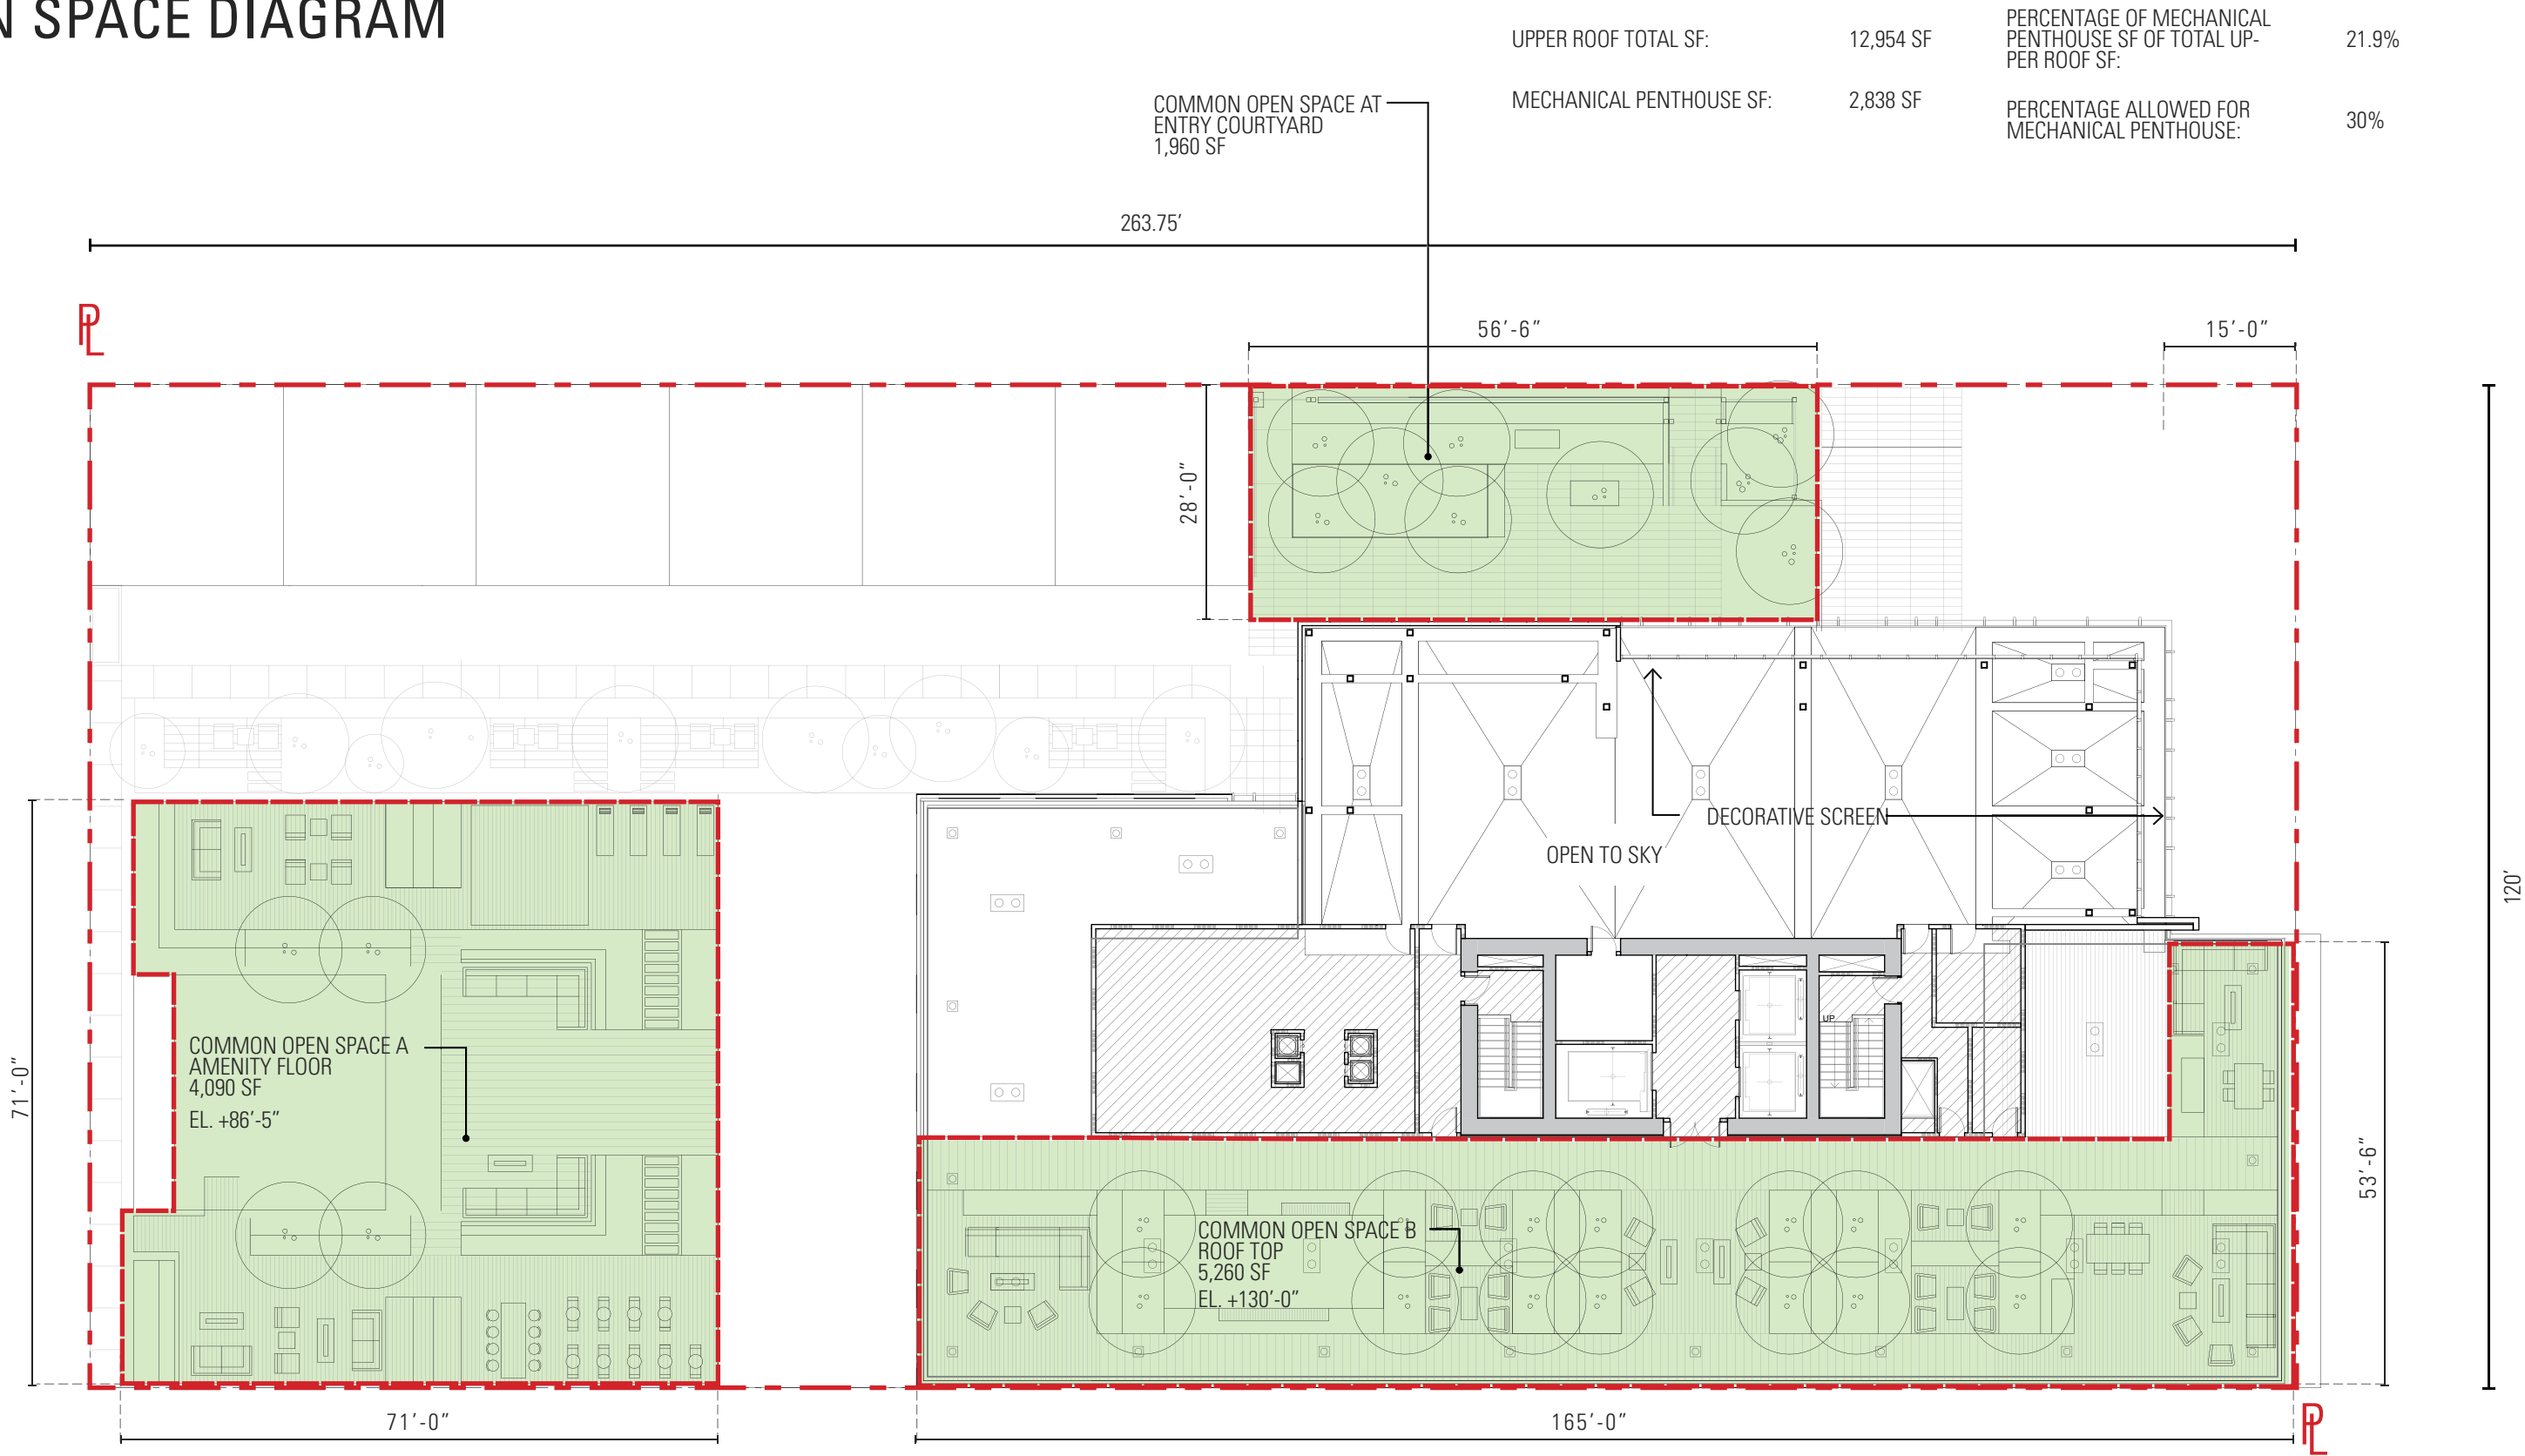 N SPACE DIAGRAM
UPPER ROOF TOTAL SF: 12,954 SF
MECHANICAL PENTHOUSE SF: 2,838 SF
PERCENTAGE OF MECHANICAL
PENTHOUSE SF OF TOTAL UP-
PER ROOF SF:
21.9%
PERCENTAGE ALLOWED FOR
MECHANICAL PENTHOUSE:
30%
COMMON OPEN SPACE AT
ENTRY COURTYARD
1,960 SF
263.75'
PL
56'-6"
15'-0"
28'-0"
120'
DECORATIVE SCREEN
OPEN TO SKY
UP
COMMON OPEN SPACE A
AMENITY FLOOR
4,090 SF
EL. +86'-5"
71'-0"
53'-6"
COMMON OPEN SPACE B
ROOF TOP
5,260 SF
EL. +130'-0"
71'-0"
165'-0"
PL